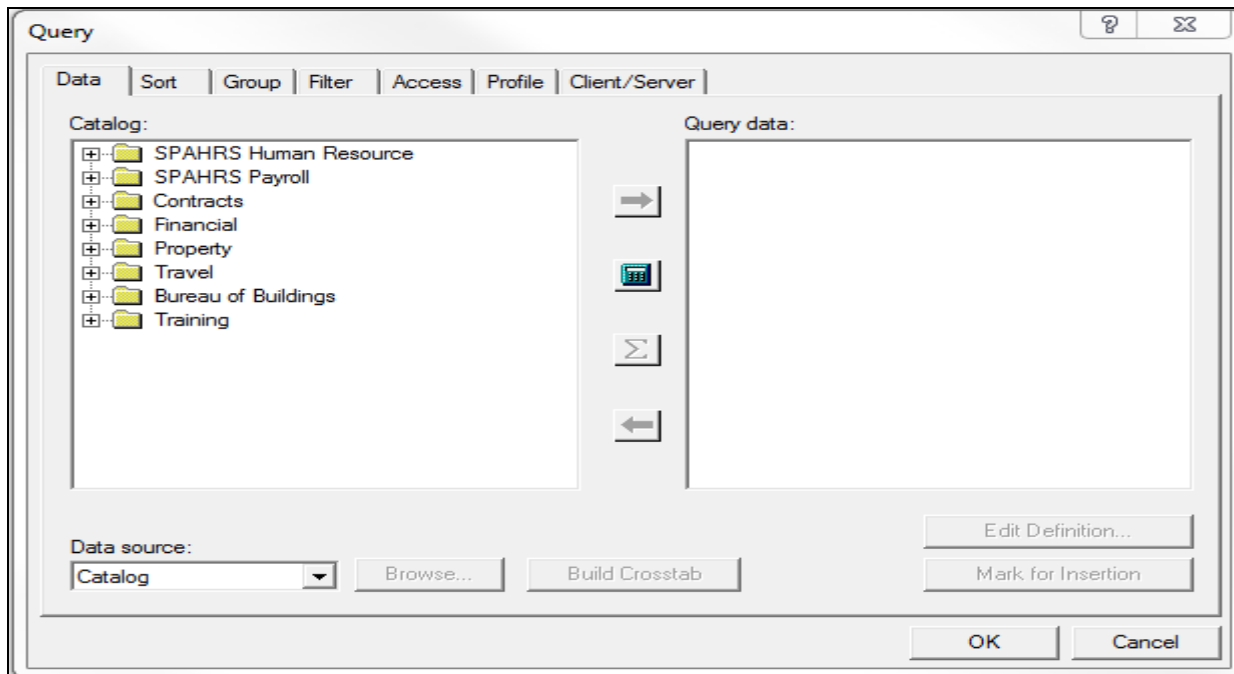 Query
Data Sort Group Filter Access Profile Client/Server
Catalog:
SPAHRS Human Resource
SPAHRS Payroll
Contracts
Financial
Property
Travel
Bureau of Buildings
Training
Query data:
Σ
Edit Definition...
Data source:
Catalog Browse... Build Crosstab Mark for Insertion
OK Cancel